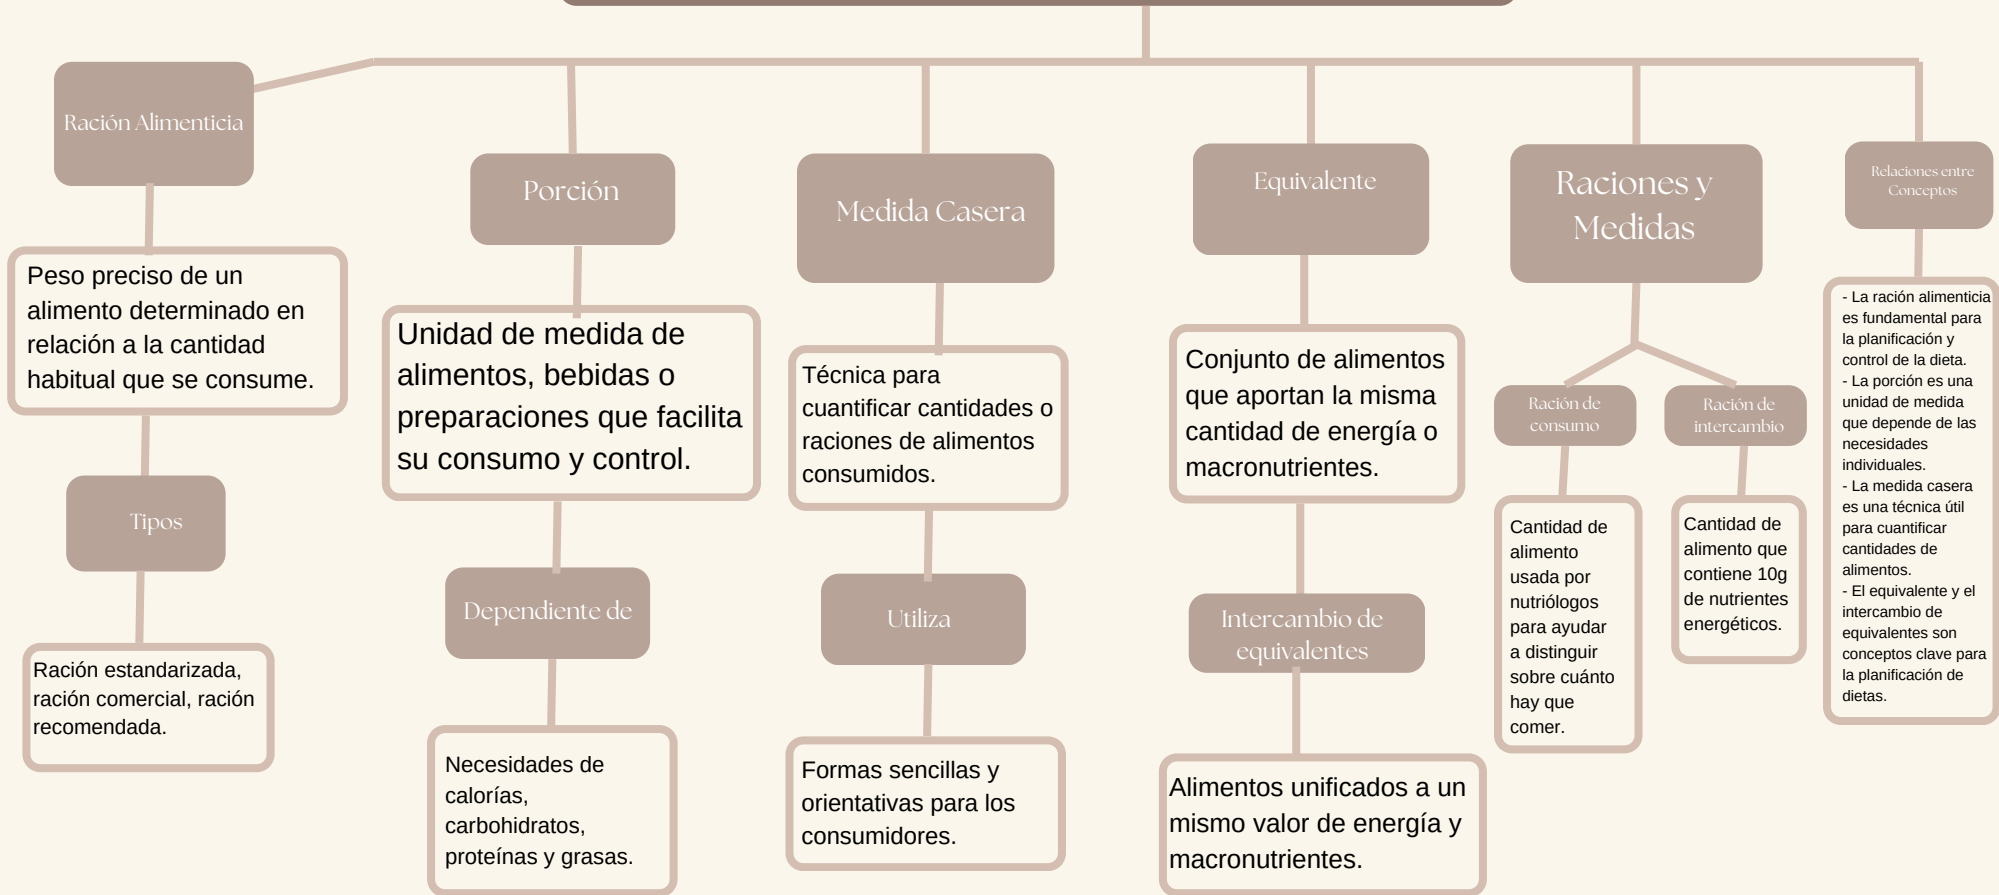 Ración Alimenticia
Peso preciso de un
alimento determinado en
relación a la cantidad
habitual que se consume.
Tipos
Ración estandarizada,
ración comercial, ración
recomendada.
Porción
Unidad de medida de
alimentos, bebidas o
preparaciones que facilita
su consumo y control.
Dependiente de
Necesidades de
calorías,
carbohidratos,
proteínas y grasas.
Medida Casera
Técnica para
cuantificar cantidades o
raciones de alimentos
consumidos.
Utiliza
Formas sencillas y
orientativas para los
consumidores.
Equivalente
Conjunto de alimentos
que aportan la misma
cantidad de energía o
macronutrientes.
Intercambio de
equivalentes
Alimentos unificados a un
mismo valor de energía y
macronutrientes.
Raciones y
Medidas
Ración de
consumo
Cantidad de
alimento
usada por
nutriólogos
para ayudar
a distinguir
sobre cuánto
hay que
comer.
Ración de
intercambio
Cantidad de
alimento que
contiene 10g
de nutrientes
energéticos.
Relaciones entre
Conceptos
- La ración alimenticia
es fundamental para
la planificación y
control de la dieta.
- La porción es una
unidad de medida
que depende de las
necesidades
individuales.
- La medida casera
es una técnica útil
para cuantificar
cantidades de
alimentos.
- El equivalente y el
intercambio de
equivalentes son
conceptos clave para
la planificación de
dietas.